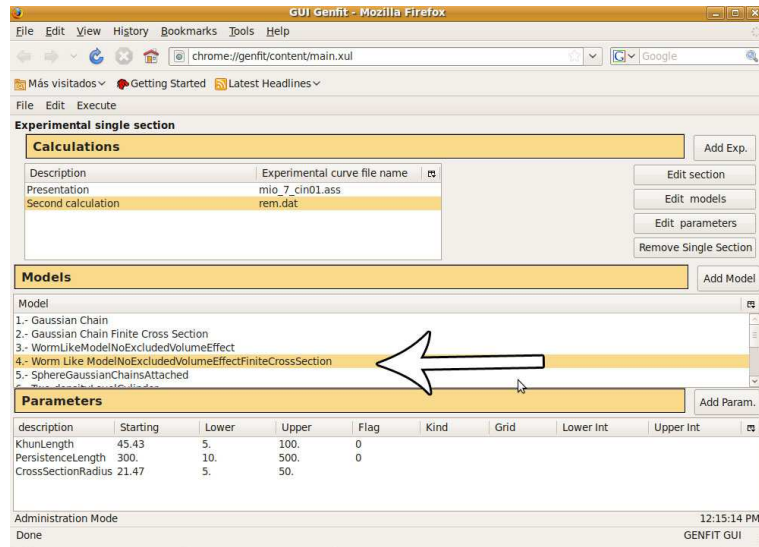 GUI Genfit - Mozilla Firefox
File Edit View History Bookmarks Tools Help
chrome://genfit/content/main.xul
G Google
Más visitados Getting Started Latest Headlines
File Edit Execute
Experimental single section
Calculations
Add Exp.
Description Experimental curve file name
Presentation mio_7_cin01.ass
Second calculation rem.dat
Edit section
Edit models
Edit parameters
Remove Single Section
Models
Add Model
Model
1.- Gaussian Chain
2.- Gaussian Chain Finite Cross Section
3.- WormLikeModelNoExcludedVolumeEffect
4.- Worm Like ModelNoExcludedVolumeEffectFiniteCrossSection
5.- SphereGaussianChainsAttached
Parameters
Add Param.
description Starting Lower Upper Flag Kind Grid Lower Int Upper Int
KhunLength 45.43 5. 100. 0
PersistenceLength 300. 10. 500. 0
CrossSectionRadius 21.47 5. 50.
Administration Mode 12:15:14 PM
Done GENFIT GUI